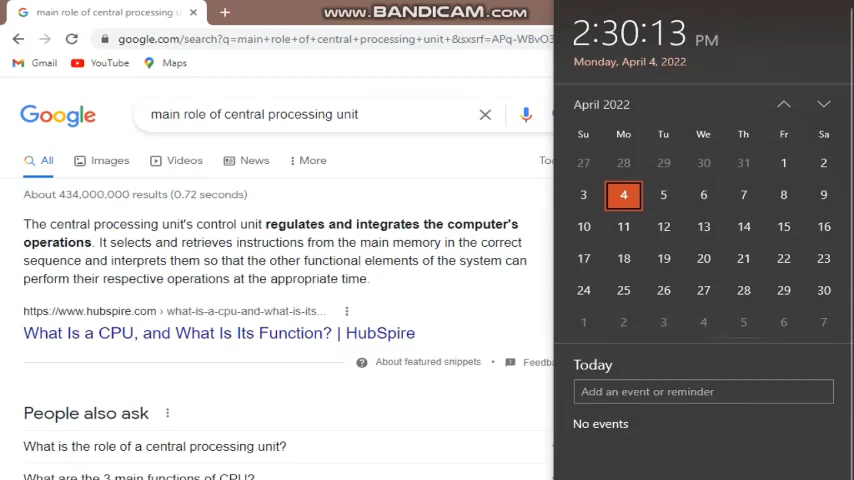 main role of central processing u
www.BANDICAM.com
google.com/search?q=main+role+of+central+processing+unit+&sxsrf=APq-WBvO3
Gmail
YouTube
Maps
Google
main role of central processing unit
All
Images
Videos
News
More
Too
About 434,000,000 results (0.72 seconds)
The central processing unit's control unit regulates and integrates the computer's
operations. It selects and retrieves instructions from the main memory in the correct
sequence and interprets them so that the other functional elements of the system can
perform their respective operations at the appropriate time.
https://www.hubspire.com › what-is-a-cpu-and-what-is-its...
What Is a CPU, and What Is Its Function? | HubSpire
About featured snippets
•
Feedba
People also ask
What is the role of a central processing unit?
What are the 3 main functions of CPU?
2:30:13 PM
Monday, April 4, 2022
April 2022
Su Mo Tu We Th Fr Sa
27 28 29 30 31 1 2
3 4 5 6 7 8 9
10 11 12 13 14 15 16
17 18 19 20 21 22 23
24 25 26 27 28 29 30
1 2 3 4 5 6 7
Today
Add an event or reminder
No events